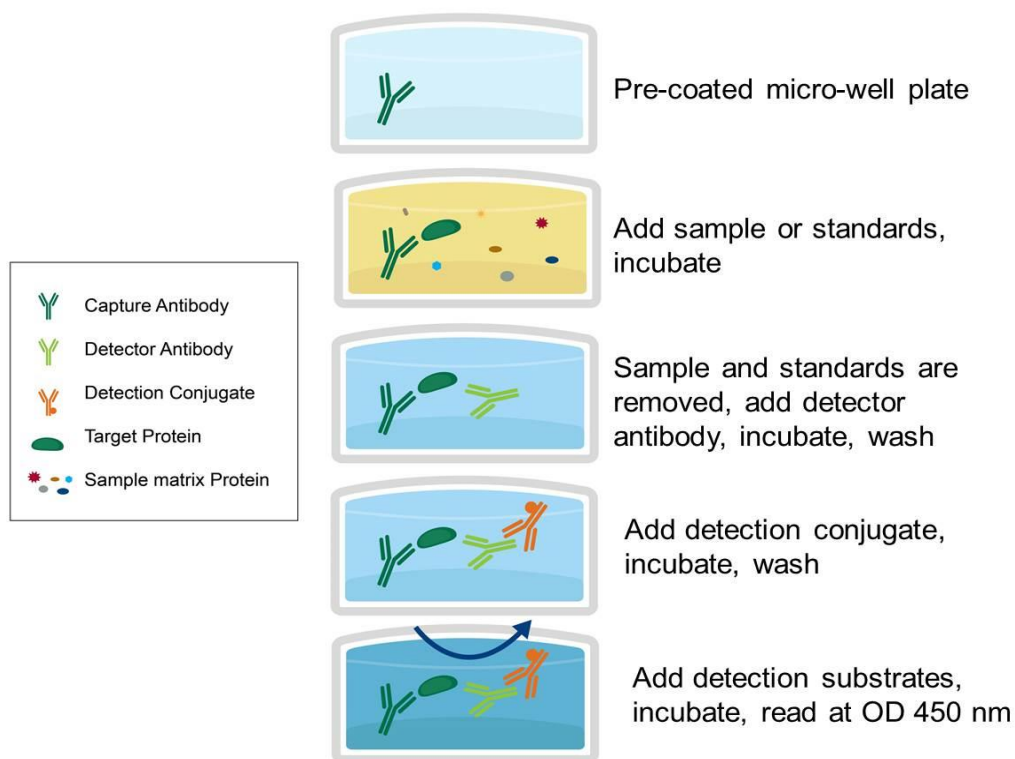 Pre-coated micro-well plate
Add sample or standards,
incubate
Capture Antibody
Detector Antibody
Detection Conjugate
Target Protein
Sample matrix Protein
Sample and standards are
removed, add detector
antibody, incubate, wash
Add detection conjugate,
incubate, wash
Add detection substrates,
incubate, read at OD 450 nm